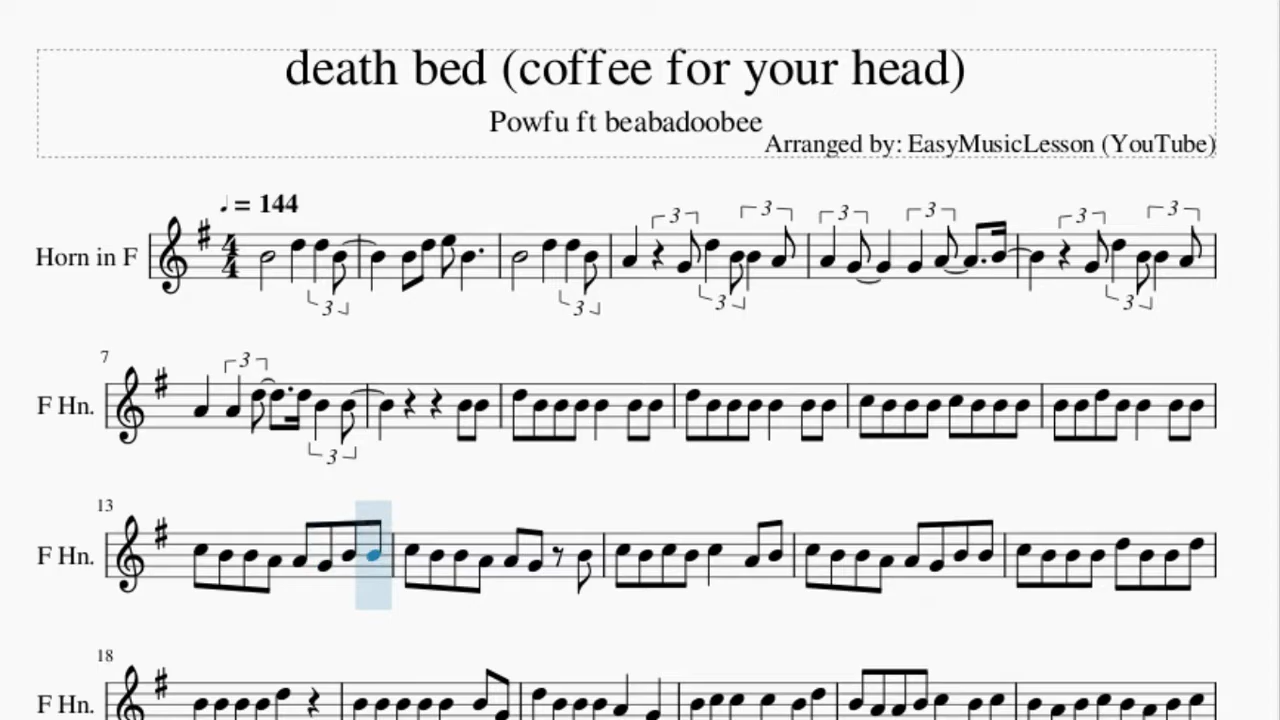 death bed (coffee for your head)
Powfu ft beabadoobee
Arranged by: EasyMusicLesson (YouTube)
♩ = 144
3 3 3 3 3
Horn in F 4/4
3 3 3 3
7 3
F Hn.
3
13
F Hn.
18
F Hn.